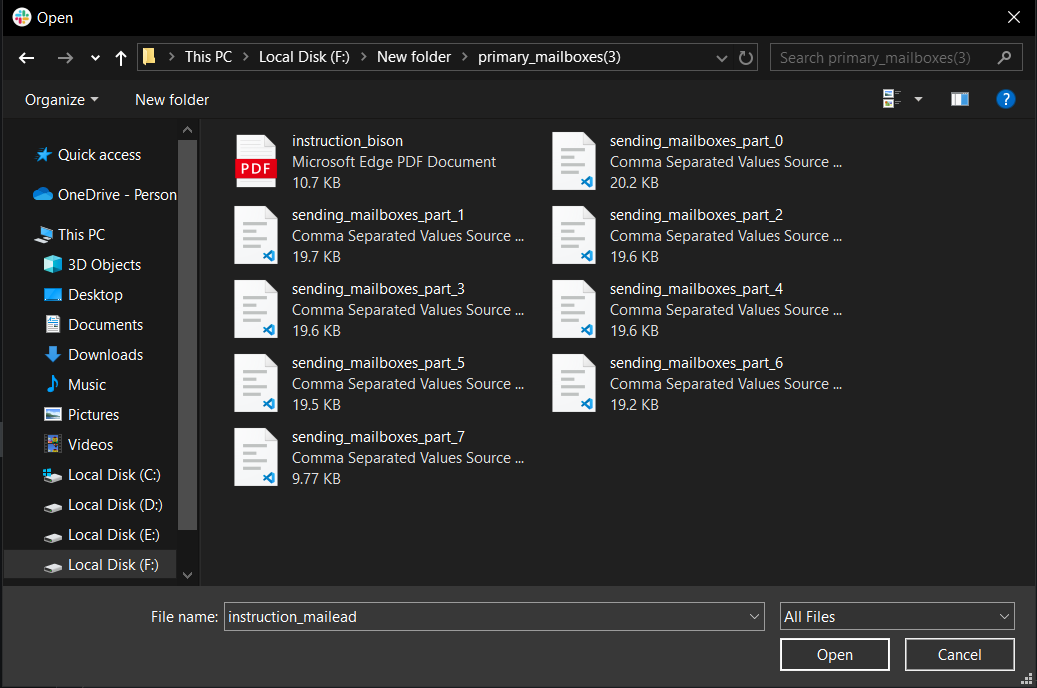 Open
This PC > Local Disk (F:) > New folder > primary_mailboxes(3)
Search primary_mailboxes(3)
Organize
New folder
?
Quick access
OneDrive - Person
This PC
3D Objects
Desktop
Documents
Downloads
Music
Pictures
Videos
Local Disk (C:)
Local Disk (D:)
Local Disk (E:)
Local Disk (F:)
PDF
instruction_bison
Microsoft Edge PDF Document
10.7 KB
sending_mailboxes_part_0
Comma Separated Values Source ...
20.2 KB
sending_mailboxes_part_1
Comma Separated Values Source ...
19.7 KB
sending_mailboxes_part_2
Comma Separated Values Source ...
19.6 KB
sending_mailboxes_part_3
Comma Separated Values Source ...
19.6 KB
sending_mailboxes_part_4
Comma Separated Values Source ...
19.6 KB
sending_mailboxes_part_5
Comma Separated Values Source ...
19.5 KB
sending_mailboxes_part_6
Comma Separated Values Source ...
19.2 KB
sending_mailboxes_part_7
Comma Separated Values Source ...
9.77 KB
File name: instruction_mailead
All Files
Open
Cancel